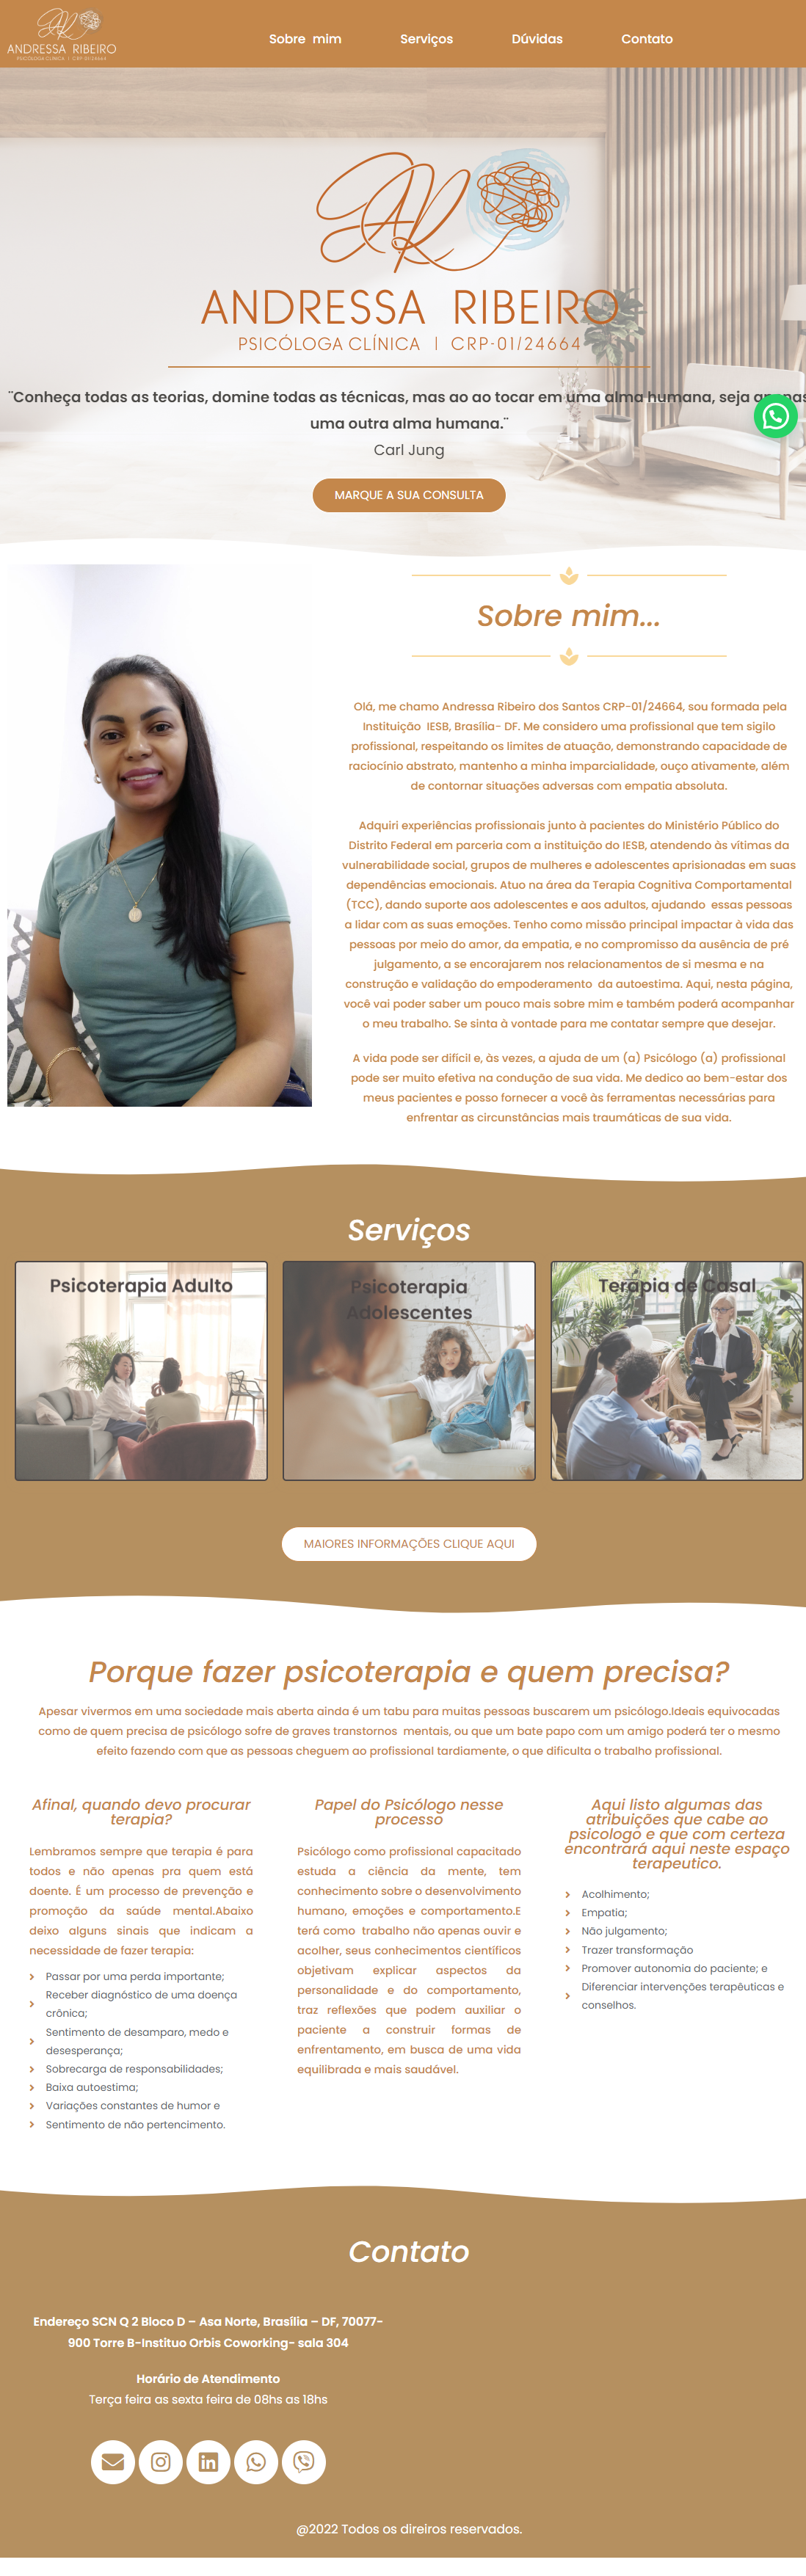 ANDRESSA RIBEIRO
PSICÓLOGA CLÍNICA | CRP-01/24664
Sobre mim
Serviços
Dúvidas
Contato
ANDRESSA RIBEIRO
PSICÓLOGA CLÍNICA | CRP-01/24664
¨Conheça todas as teorias, domine todas as técnicas, mas ao ao tocar em uma alma humana, seja apenas
uma outra alma humana.¨
Carl Jung
MARQUE A SUA CONSULTA
Sobre mim...
Olá, me chamo Andressa Ribeiro dos Santos CRP-01/24664, sou formada pela
Instituição IESB, Brasília- DF. Me considero uma profissional que tem sigilo
profissional, respeitando os limites de atuação, demonstrando capacidade de
raciocínio abstrato, mantenho a minha imparcialidade, ouço ativamente, além
de contornar situações adversas com empatia absoluta.
Adquiri experiências profissionais junto à pacientes do Ministério Público do
Distrito Federal em parceria com a instituição do IESB, atendendo às vítimas da
vulnerabilidade social, grupos de mulheres e adolescentes aprisionadas em suas
dependências emocionais. Atuo na área da Terapia Cognitiva Comportamental
(TCC), dando suporte aos adolescentes e aos adultos, ajudando essas pessoas
a lidar com as suas emoções. Tenho como missão principal impactar à vida das
pessoas por meio do amor, da empatia, e no compromisso da ausência de pré
julgamento, a se encorajarem nos relacionamentos de si mesma e na
construção e validação do empoderamento da autoestima. Aqui, nesta página,
você vai poder saber um pouco mais sobre mim e também poderá acompanhar
o meu trabalho. Se sinta à vontade para me contatar sempre que desejar.
A vida pode ser difícil e, às vezes, a ajuda de um (a) Psicólogo (a) profissional
pode ser muito efetiva na condução de sua vida. Me dedico ao bem-estar dos
meus pacientes e posso fornecer a você às ferramentas necessárias para
enfrentar as circunstâncias mais traumáticas de sua vida.
Serviços
Psicoterapia Adulto
Psicoterapia
Adolescentes
Terapia de Casal
MAIORES INFORMAÇÕES CLIQUE AQUI
Porque fazer psicoterapia e quem precisa?
Apesar vivermos em uma sociedade mais aberta ainda é um tabu para muitas pessoas buscarem um psicólogo.Ideais equivocadas
como de quem precisa de psicólogo sofre de graves transtornos mentais, ou que um bate papo com um amigo poderá ter o mesmo
efeito fazendo com que as pessoas cheguem ao profissional tardiamente, o que dificulta o trabalho profissional.
Afinal, quando devo procurar
terapia?
Lembramos sempre que terapia é para
todos e não apenas pra quem está
doente. É um processo de prevenção e
promoção da saúde mental.Abaixo
deixo alguns sinais que indicam a
necessidade de fazer terapia:
Passar por uma perda importante;
Receber diagnóstico de uma doença
crônica;
Sentimento de desamparo, medo e
desesperança;
Sobrecarga de responsabilidades;
Baixa autoestima;
Variações constantes de humor e
Sentimento de não pertencimento.
Papel do Psicólogo nesse
processo
Psicólogo como profissional capacitado
estuda a ciência da mente, tem
conhecimento sobre o desenvolvimento
humano, emoções e comportamento.E
terá como trabalho não apenas ouvir e
acolher, seus conhecimentos científicos
objetivam explicar aspectos da
personalidade e do comportamento,
traz reflexões que podem auxiliar o
paciente a construir formas de
enfrentamento, em busca de uma vida
equilibrada e mais saudável.
Aqui listo algumas das
atribuições que cabe ao
psicologo e que com certeza
encontrará aqui neste espaço
terapeutico.
Acolhimento;
Empatia;
Não julgamento;
Trazer transformação
Promover autonomia do paciente; e
Diferenciar intervenções terapêuticas e
conselhos.
Contato
Endereço SCN Q 2 Bloco D – Asa Norte, Brasília – DF, 70077-
900 Torre B-Instituo Orbis Coworking- sala 304
Horário de Atendimento
Terça feira as sexta feira de 08hs as 18hs
@2022 Todos os direiros reservados.